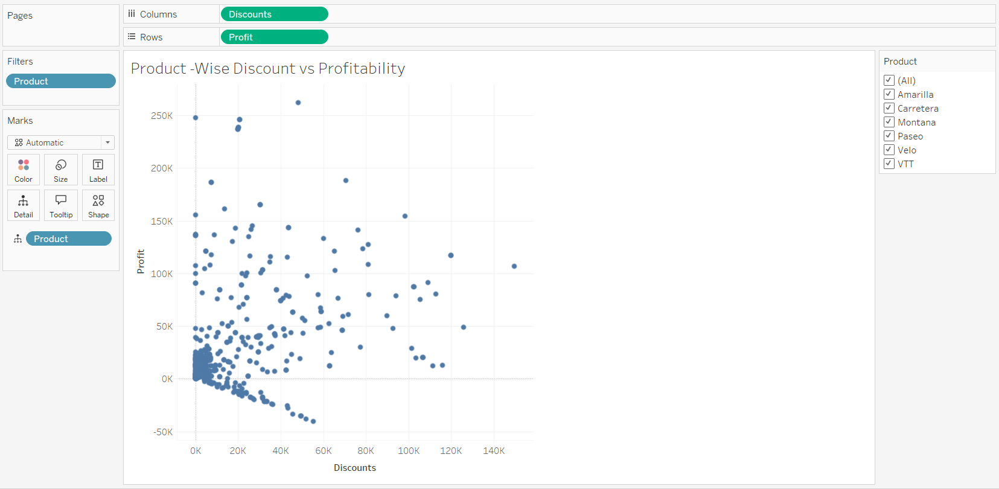 Pages
Columns
Discounts
Rows
Profit
Filters
Product
Marks
Automatic
Color
Size
Label
T
Detail
Tooltip
Shape
Product
Product -Wise Discount vs Profitability
250K
200K
150K
100K
50K
0K
-50K
Profit
0K 20K 40K 60K 80K 100K 120K 140K
Discounts
Product
(All)
Amarilla
Carretera
Montana
Paseo
Velo
VTT